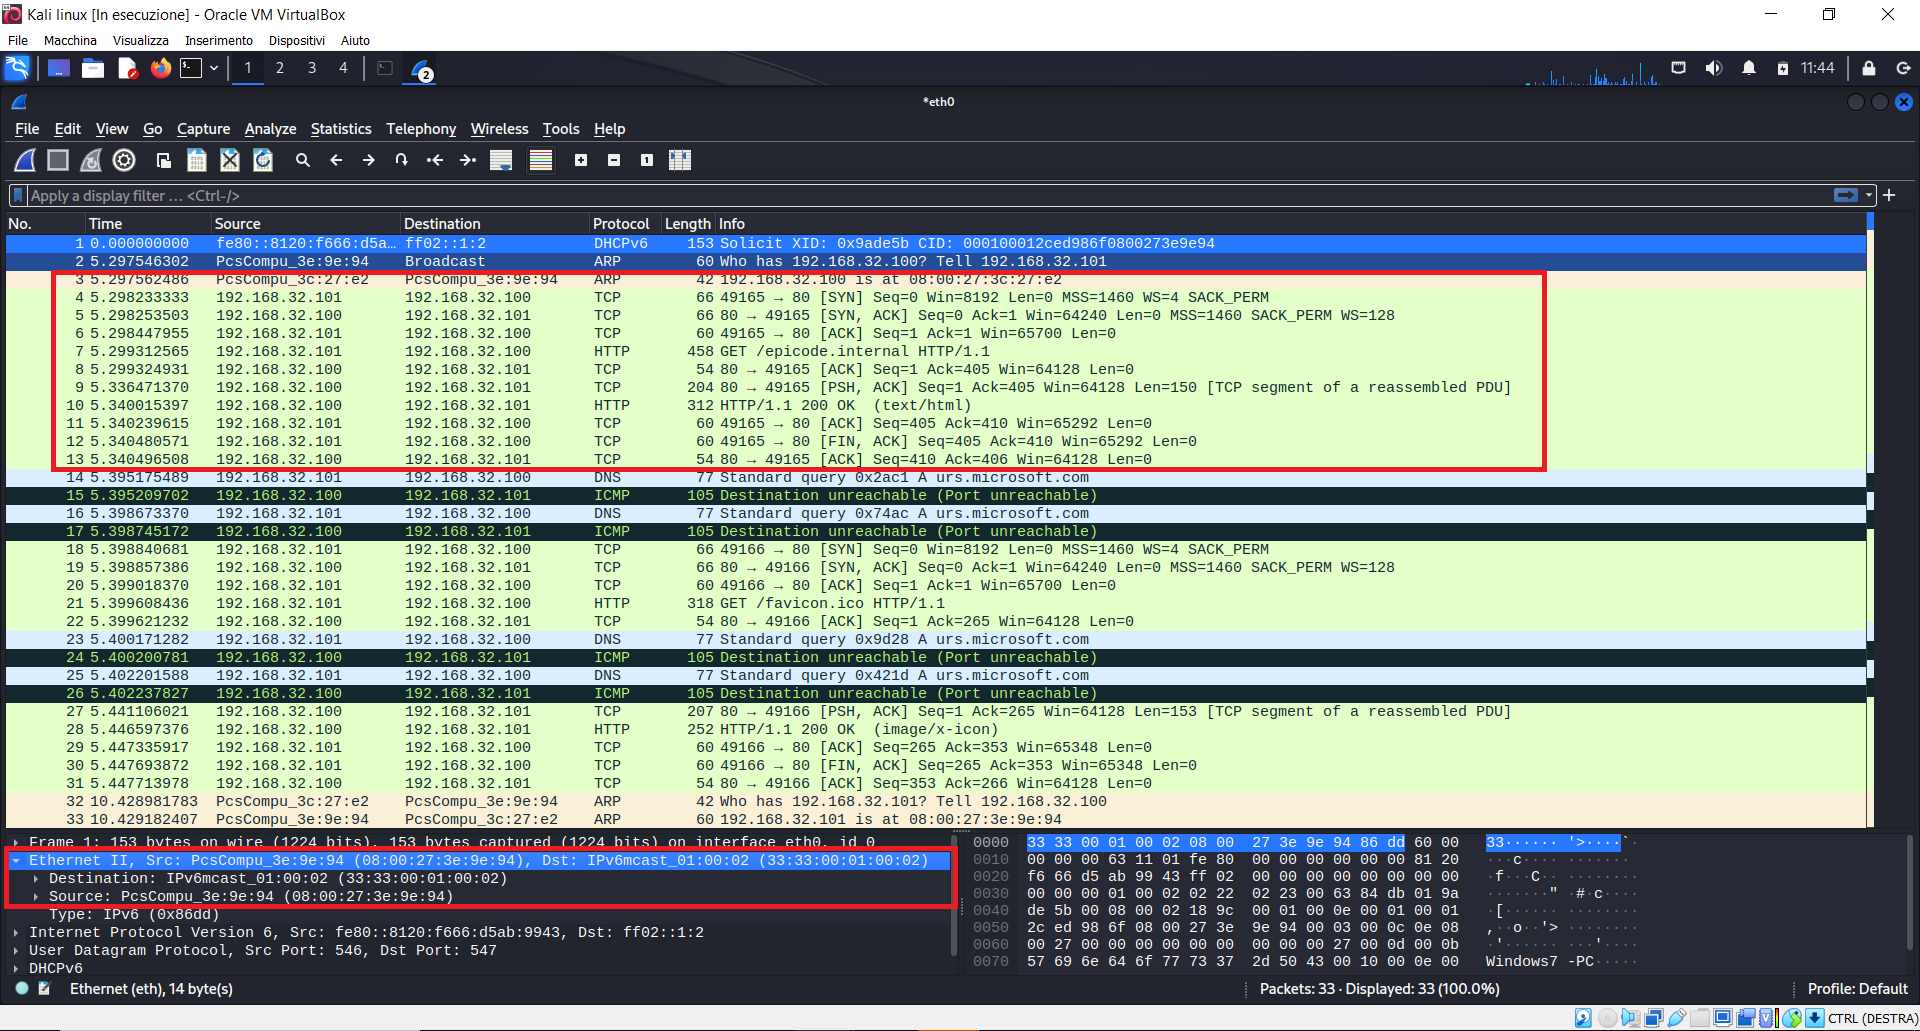 Kali linux [In esecuzione] - Oracle VM VirtualBox
File Macchina Visualizza Inserimento Dispositivi Aiuto
1 2 3 4 2 11:44
*eth0
File Edit View Go Capture Analyze Statistics Telephony Wireless Tools Help
Apply a display filter … <Ctrl-/>
No. Time Source Destination Protocol Length Info
1 0.000000000 fe80::8120:f666:d5a… ff02::1:2 DHCPv6 153 Solicit XID: 0x9ade5b CID: 000100012ced986f0800273e9e94
2 5.297546302 PcsCompu_3e:9e:94 Broadcast ARP 60 Who has 192.168.32.100? Tell 192.168.32.101
3 5.297562486 PcsCompu_3c:27:e2 PcsCompu_3e:9e:94 ARP 42 192.168.32.100 is at 08:00:27:3c:27:e2
4 5.298233333 192.168.32.101 192.168.32.100 TCP 66 49165 → 80 [SYN] Seq=0 Win=8192 Len=0 MSS=1460 WS=4 SACK_PERM
5 5.298253503 192.168.32.100 192.168.32.101 TCP 66 80 → 49165 [SYN, ACK] Seq=0 Ack=1 Win=64240 Len=0 MSS=1460 SACK_PERM WS=128
6 5.298447955 192.168.32.101 192.168.32.100 TCP 60 49165 → 80 [ACK] Seq=1 Ack=1 Win=65700 Len=0
7 5.299312565 192.168.32.101 192.168.32.100 HTTP 458 GET /epicode.internal HTTP/1.1
8 5.299324931 192.168.32.100 192.168.32.101 TCP 54 80 → 49165 [ACK] Seq=1 Ack=405 Win=64128 Len=0
9 5.336471370 192.168.32.100 192.168.32.101 TCP 204 80 → 49165 [PSH, ACK] Seq=1 Ack=405 Win=64128 Len=150 [TCP segment of a reassembled PDU]
10 5.340015397 192.168.32.100 192.168.32.101 HTTP 312 HTTP/1.1 200 OK (text/html)
11 5.340239615 192.168.32.101 192.168.32.100 TCP 60 49165 → 80 [ACK] Seq=405 Ack=410 Win=65292 Len=0
12 5.340480571 192.168.32.101 192.168.32.100 TCP 60 49165 → 80 [FIN, ACK] Seq=405 Ack=410 Win=65292 Len=0
13 5.340496508 192.168.32.100 192.168.32.101 TCP 54 80 → 49165 [ACK] Seq=410 Ack=406 Win=64128 Len=0
14 5.395175489 192.168.32.101 192.168.32.100 DNS 77 Standard query 0x2ac1 A urs.microsoft.com
15 5.395209702 192.168.32.100 192.168.32.101 ICMP 105 Destination unreachable (Port unreachable)
16 5.398673370 192.168.32.101 192.168.32.100 DNS 77 Standard query 0x74ac A urs.microsoft.com
17 5.398745172 192.168.32.100 192.168.32.101 ICMP 105 Destination unreachable (Port unreachable)
18 5.398840681 192.168.32.101 192.168.32.100 TCP 66 49166 → 80 [SYN] Seq=0 Win=8192 Len=0 MSS=1460 WS=4 SACK_PERM
19 5.398857386 192.168.32.100 192.168.32.101 TCP 66 80 → 49166 [SYN, ACK] Seq=0 Ack=1 Win=64240 Len=0 MSS=1460 SACK_PERM WS=128
20 5.399018370 192.168.32.101 192.168.32.100 TCP 60 49166 → 80 [ACK] Seq=1 Ack=1 Win=65700 Len=0
21 5.399608436 192.168.32.101 192.168.32.100 HTTP 318 GET /favicon.ico HTTP/1.1
22 5.399621232 192.168.32.100 192.168.32.101 TCP 54 80 → 49166 [ACK] Seq=1 Ack=265 Win=64128 Len=0
23 5.400171282 192.168.32.101 192.168.32.100 DNS 77 Standard query 0x9d28 A urs.microsoft.com
24 5.400200781 192.168.32.100 192.168.32.101 ICMP 105 Destination unreachable (Port unreachable)
25 5.402201588 192.168.32.101 192.168.32.100 DNS 77 Standard query 0x421d A urs.microsoft.com
26 5.402237827 192.168.32.100 192.168.32.101 ICMP 105 Destination unreachable (Port unreachable)
27 5.441106021 192.168.32.100 192.168.32.101 TCP 207 80 → 49166 [PSH, ACK] Seq=1 Ack=265 Win=64128 Len=153 [TCP segment of a reassembled PDU]
28 5.446597376 192.168.32.100 192.168.32.101 HTTP 252 HTTP/1.1 200 OK (image/x-icon)
29 5.447335917 192.168.32.101 192.168.32.100 TCP 60 49166 → 80 [ACK] Seq=265 Ack=353 Win=65348 Len=0
30 5.447693872 192.168.32.101 192.168.32.100 TCP 60 49166 → 80 [FIN, ACK] Seq=265 Ack=353 Win=65348 Len=0
31 5.447713978 192.168.32.100 192.168.32.101 TCP 54 80 → 49166 [ACK] Seq=353 Ack=266 Win=64128 Len=0
32 10.428981783 PcsCompu_3c:27:e2 PcsCompu_3e:9e:94 ARP 42 Who has 192.168.32.101? Tell 192.168.32.100
33 10.429182407 PcsCompu_3e:9e:94 PcsCompu_3c:27:e2 ARP 60 192.168.32.101 is at 08:00:27:3e:9e:94
Frame 1: 153 bytes on wire (1224 bits), 153 bytes captured (1224 bits) on interface eth0, id 0
Ethernet II, Src: PcsCompu_3e:9e:94 (08:00:27:3e:9e:94), Dst: IPv6mcast_01:00:02 (33:33:00:01:00:02)
Destination: IPv6mcast_01:00:02 (33:33:00:01:00:02)
Source: PcsCompu_3e:9e:94 (08:00:27:3e:9e:94)
Type: IPv6 (0x86dd)
Internet Protocol Version 6, Src: fe80::8120:f666:d5ab:9943, Dst: ff02::1:2
User Datagram Protocol, Src Port: 546, Dst Port: 547
DHCPv6
0000 33 33 00 01 00 02 08 00 27 3e 9e 94 86 dd 60 00 33······ '>····`·
0010 00 00 00 63 11 01 fe 80 00 00 00 00 00 00 81 20 ···c···· ·······
0020 f6 66 d5 ab 99 43 ff 02 00 00 00 00 00 00 00 00 ·f···C·· ········
0030 00 00 00 01 00 02 02 22 02 23 00 63 84 db 01 9a ·······" ·#·c····
0040 de 5b 00 08 00 02 18 9c 00 01 00 0e 00 01 00 01 ·[······ ········
0050 2c ed 98 6f 08 00 27 3e 9e 94 00 03 00 0c 0e 08 ,··o··'> ········
0060 00 27 00 00 00 00 00 00 00 00 00 27 00 0d 00 0b ·'······ ···'····
0070 57 69 6e 64 6f 77 73 37 2d 50 43 00 10 00 0e 00 Windows7 -PC·····
Ethernet (eth), 14 byte(s)
Packets: 33 · Displayed: 33 (100.0%)
Profile: Default
CTRL (DESTRA)